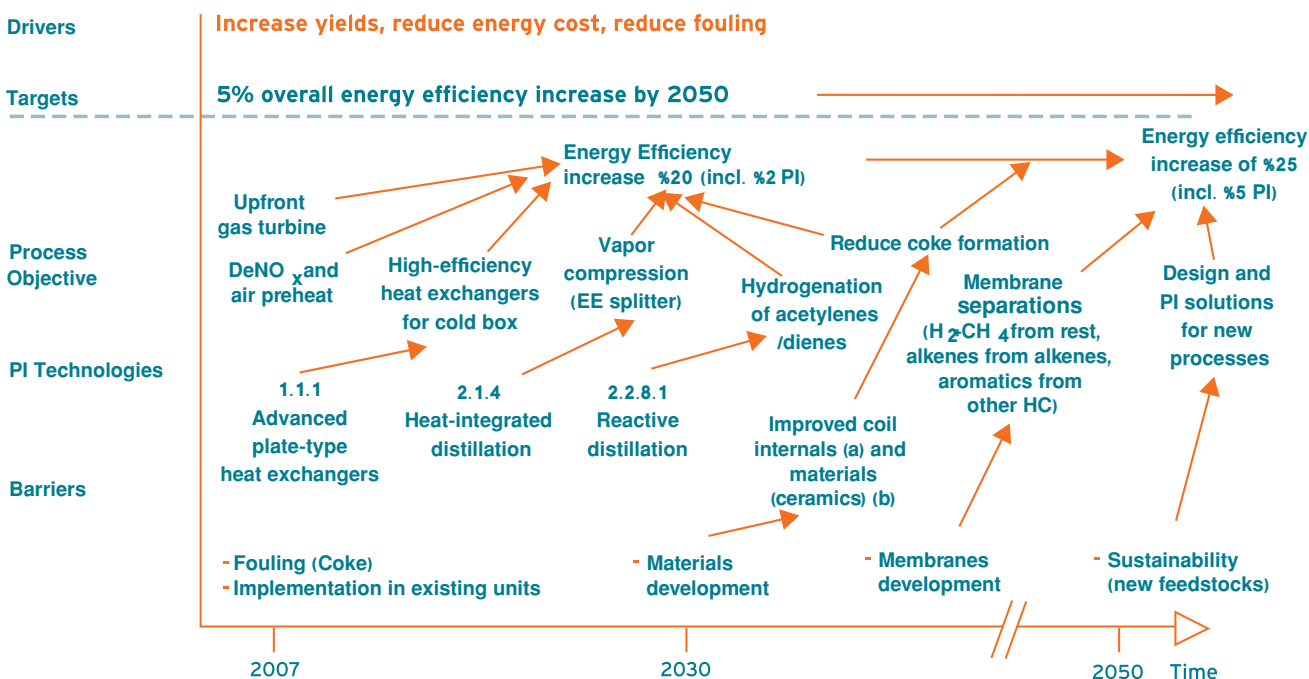 Drivers
Increase yields, reduce energy cost, reduce fouling
Targets
5% overall energy efficiency increase by 2050
Energy Efficiency
increase %20 (incl. %2 PI)
Energy efficiency
increase of %25
(incl. %5 PI)
Process
Objective
Upfront
gas turbine
DeNO x and
air preheat
High-efficiency
heat exchangers
for cold box
Vapor
compression
(EE splitter)
Hydrogenation
of acetylenes
/dienes
Reduce coke formation
Membrane
separations
(H 2+CH 4 from rest,
alkenes from alkenes,
aromatics from
other HC)
Design and
PI solutions
for new
processes
PI Technologies
1.1.1
Advanced
plate-type
heat exchangers
2.1.4
Heat-integrated
distillation
2.2.8.1
Reactive
distillation
Improved coil
internals (a) and
materials
(ceramics) (b)
Barriers
- Fouling (Coke)
- Implementation in existing units
- Materials
development
- Membranes
development
- Sustainability
(new feedstocks)
2007
2030
2050
Time